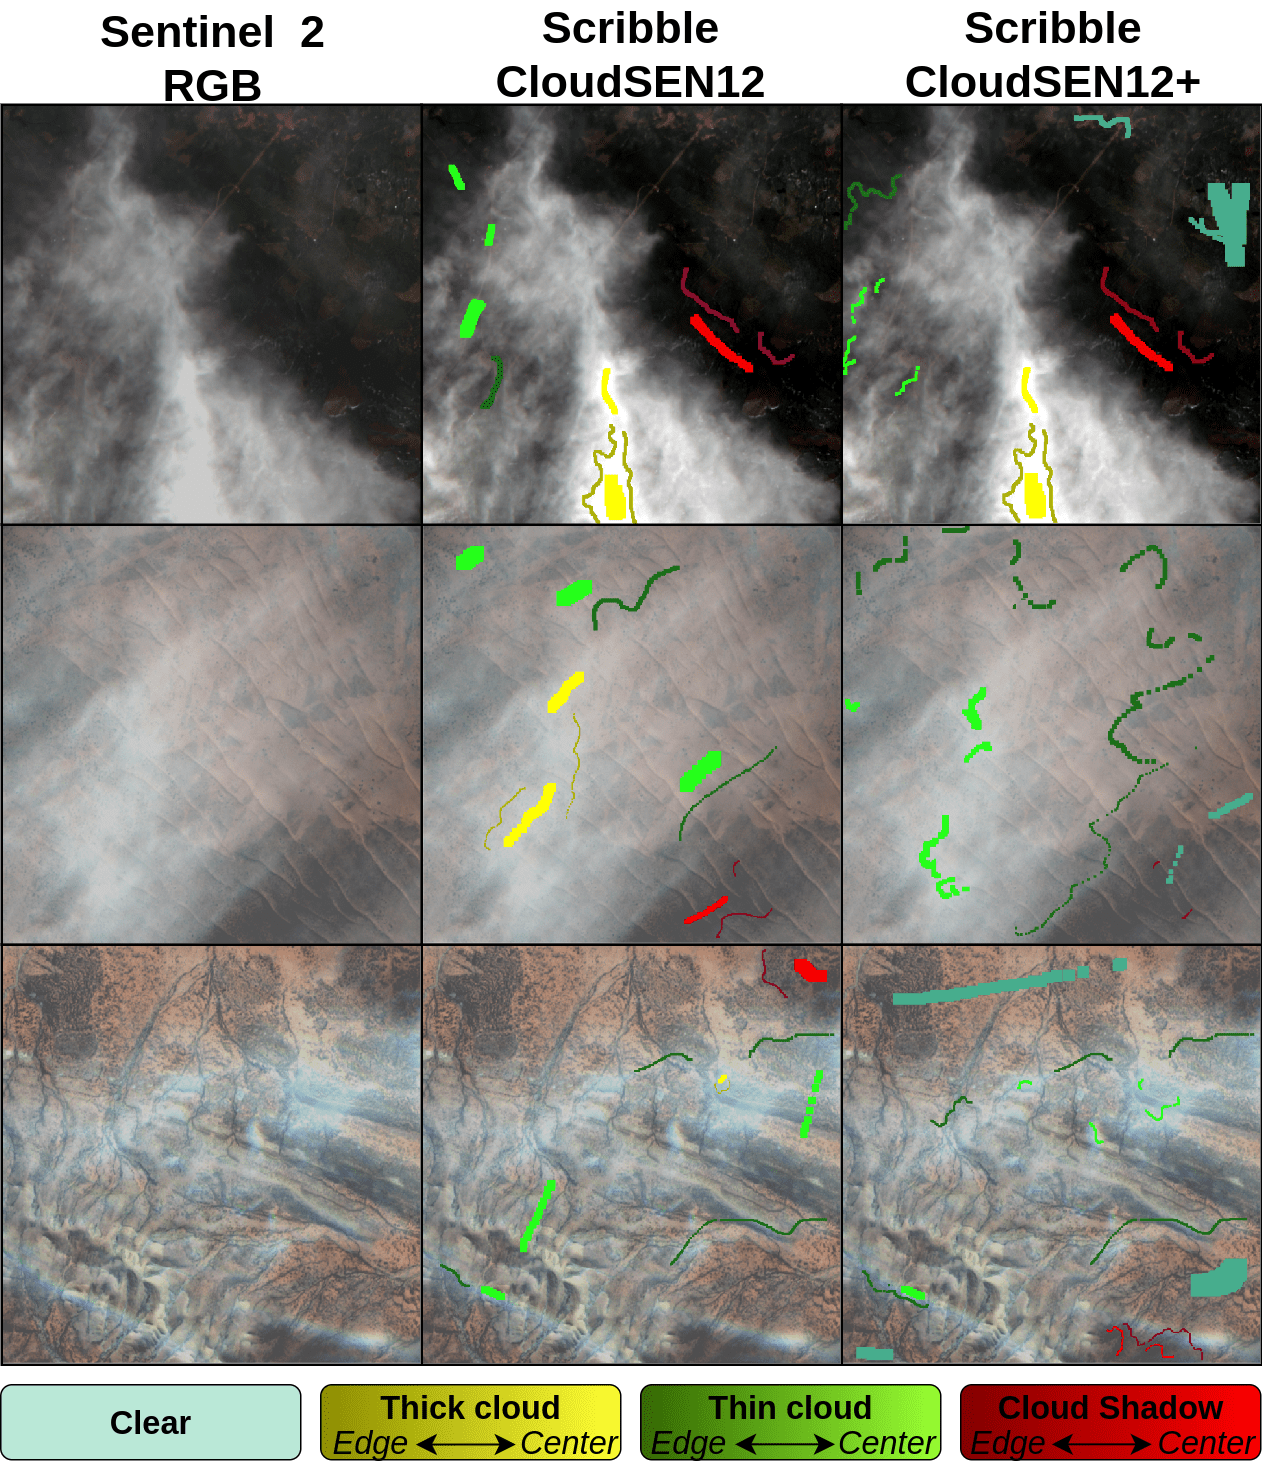 Sentinel 2
RGB
Scribble
CloudSEN12
Scribble
CloudSEN12+
Clear
Thick cloud
Edge Center
Thin cloud
Edge Center
Cloud Shadow
Edge Center